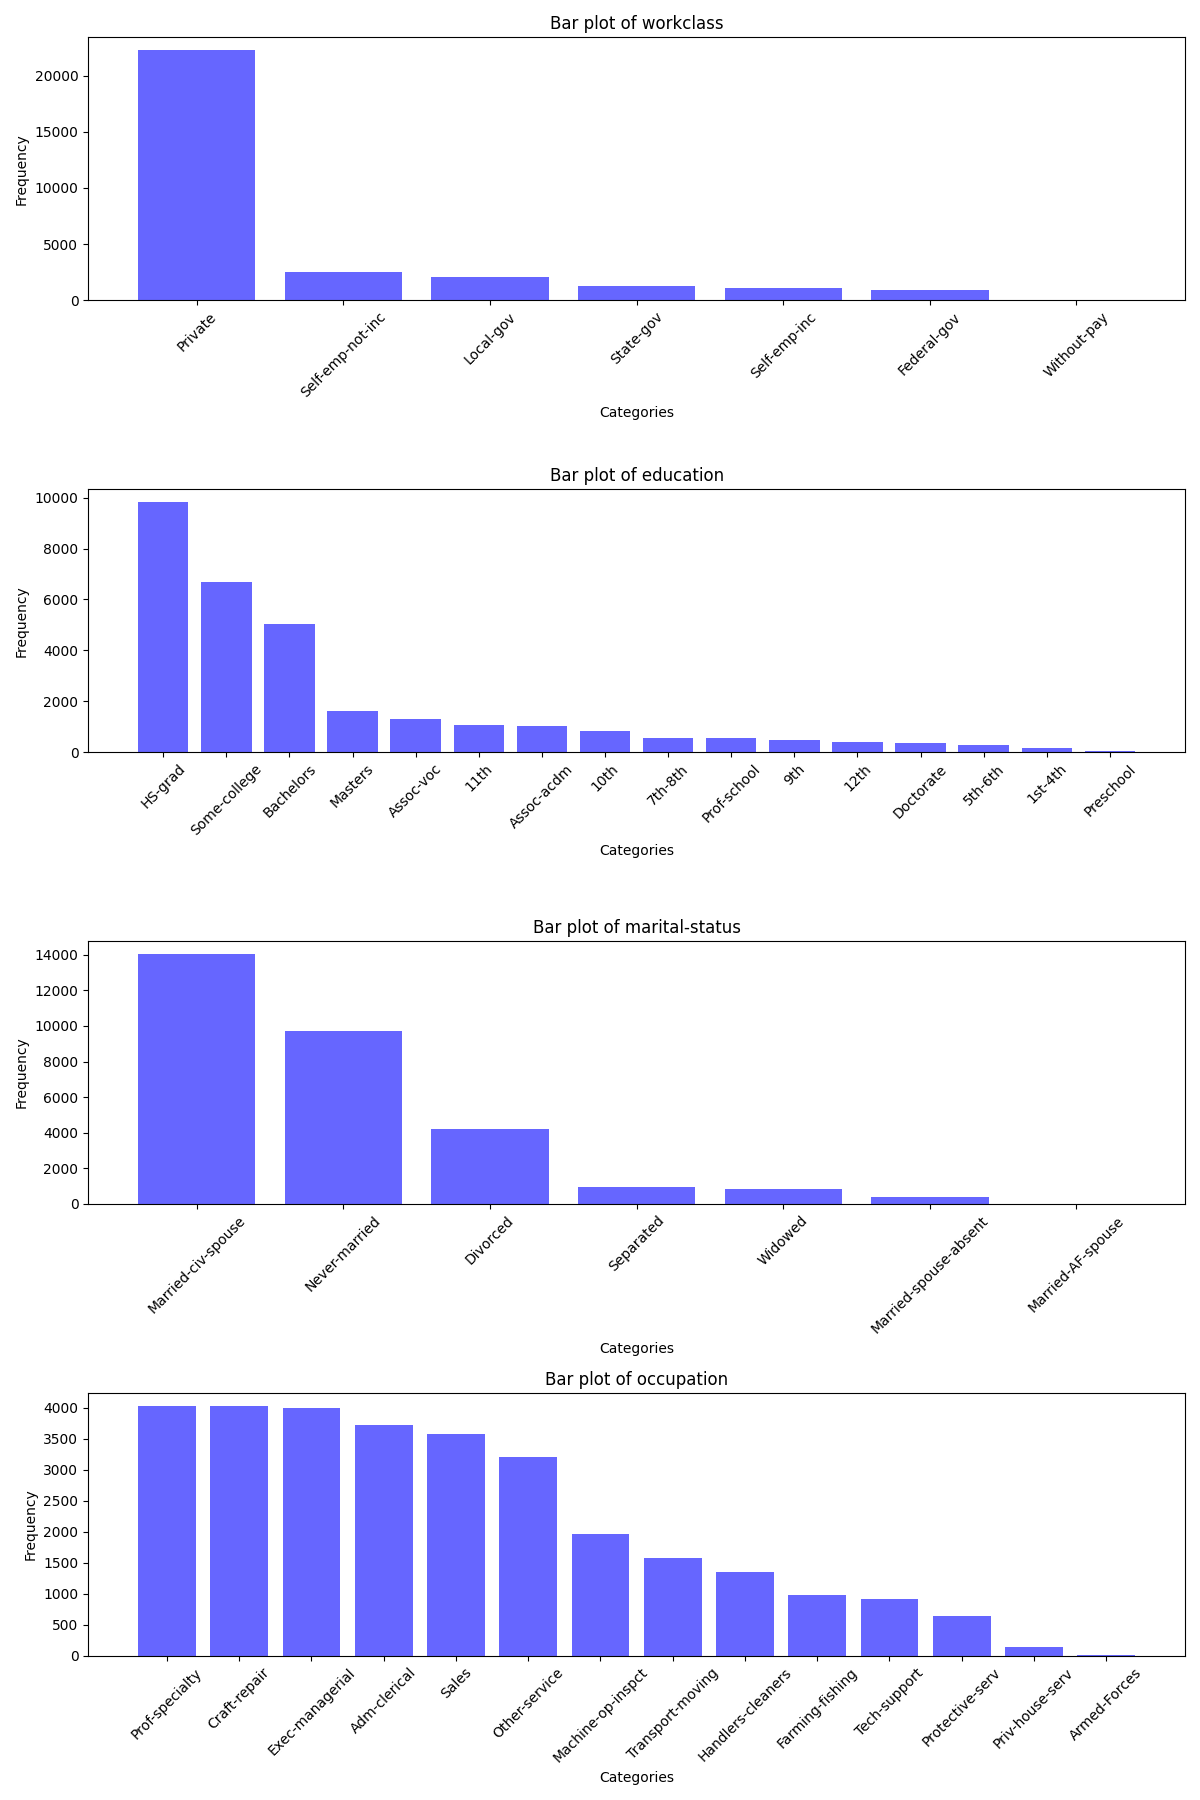 Bar plot of workclass
Frequency
20000
15000
10000
5000
0
Private
Self-emp-not-inc
Local-gov
State-gov
Self-emp-inc
Federal-gov
Without-pay
Categories
Bar plot of education
Frequency
10000
8000
6000
4000
2000
0
HS-grad
Some-college
Bachelors
Masters
Assoc-voc
11th
Assoc-acdm
10th
7th-8th
Prof-school
9th
12th
Doctorate
5th-6th
1st-4th
Preschool
Categories
Bar plot of marital-status
Frequency
14000
12000
10000
8000
6000
4000
2000
0
Married-civ-spouse
Never-married
Divorced
Separated
Widowed
Married-spouse-absent
Married-AF-spouse
Categories
Bar plot of occupation
Frequency
4000
3500
3000
2500
2000
1500
1000
500
0
Prof-specialty
Craft-repair
Exec-managerial
Adm-clerical
Sales
Other-service
Machine-op-inspct
Transport-moving
Handlers-cleaners
Farming-fishing
Tech-support
Protective-serv
Priv-house-serv
Armed-Forces
Categories